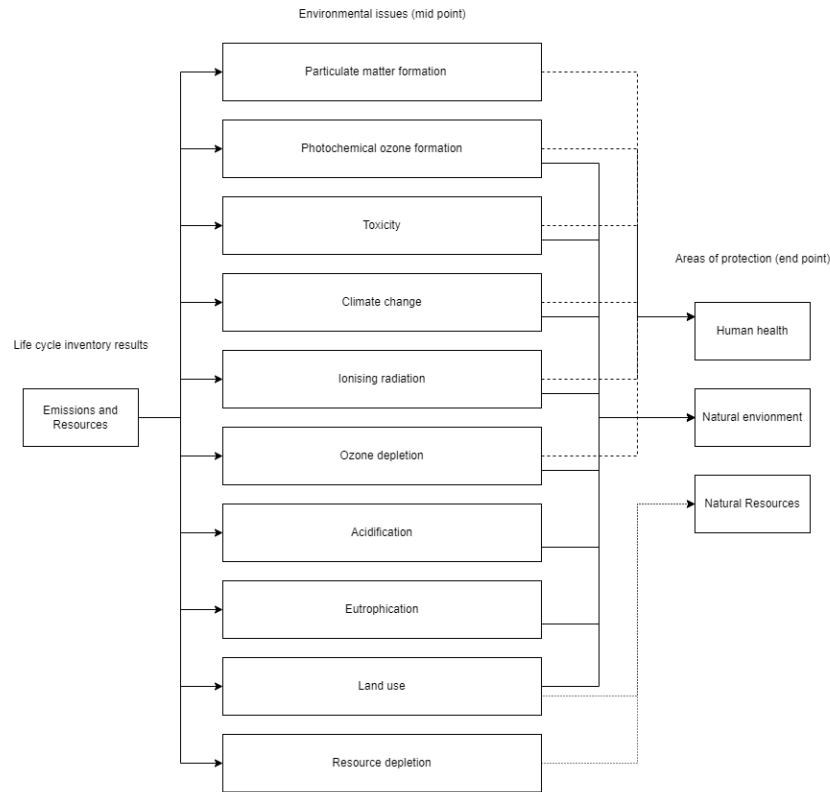 Environmental issues (mid point)
Particulate matter formation
Photochemical ozone formation
Toxicity
Areas of protection (end point)
Climate change
Human health
Life cycle inventory results
Ionising radiation
Emissions and
Resources
Natural envionment
Ozone depletion
Natural Resources
Acidification
Eutrophication
Land use
Resource depletion